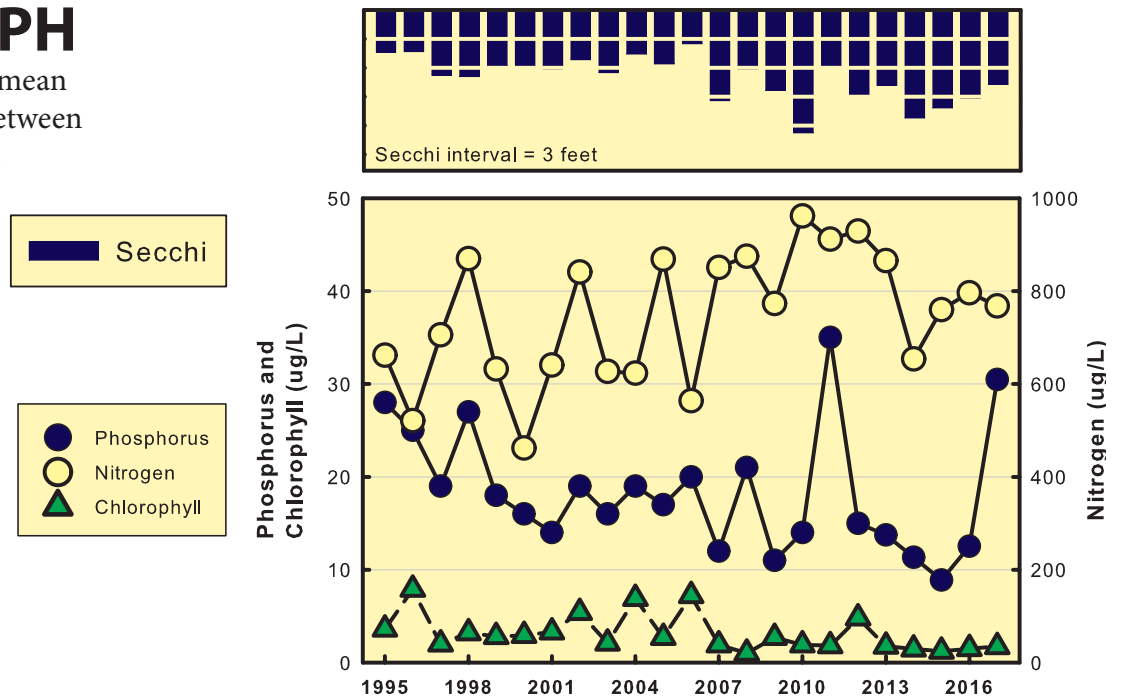 PH
mean
etween
Secchi interval = 3 feet
Secchi
Phosphorus
Nitrogen
Chlorophyll
Phosphorus and
Chlorophyll (ug/L)
50
40
30
20
10
0
1000
800
600
400
200
0
Nitrogen (ug/L)
1995 1998 2001 2004 2007 2010 2013 2016